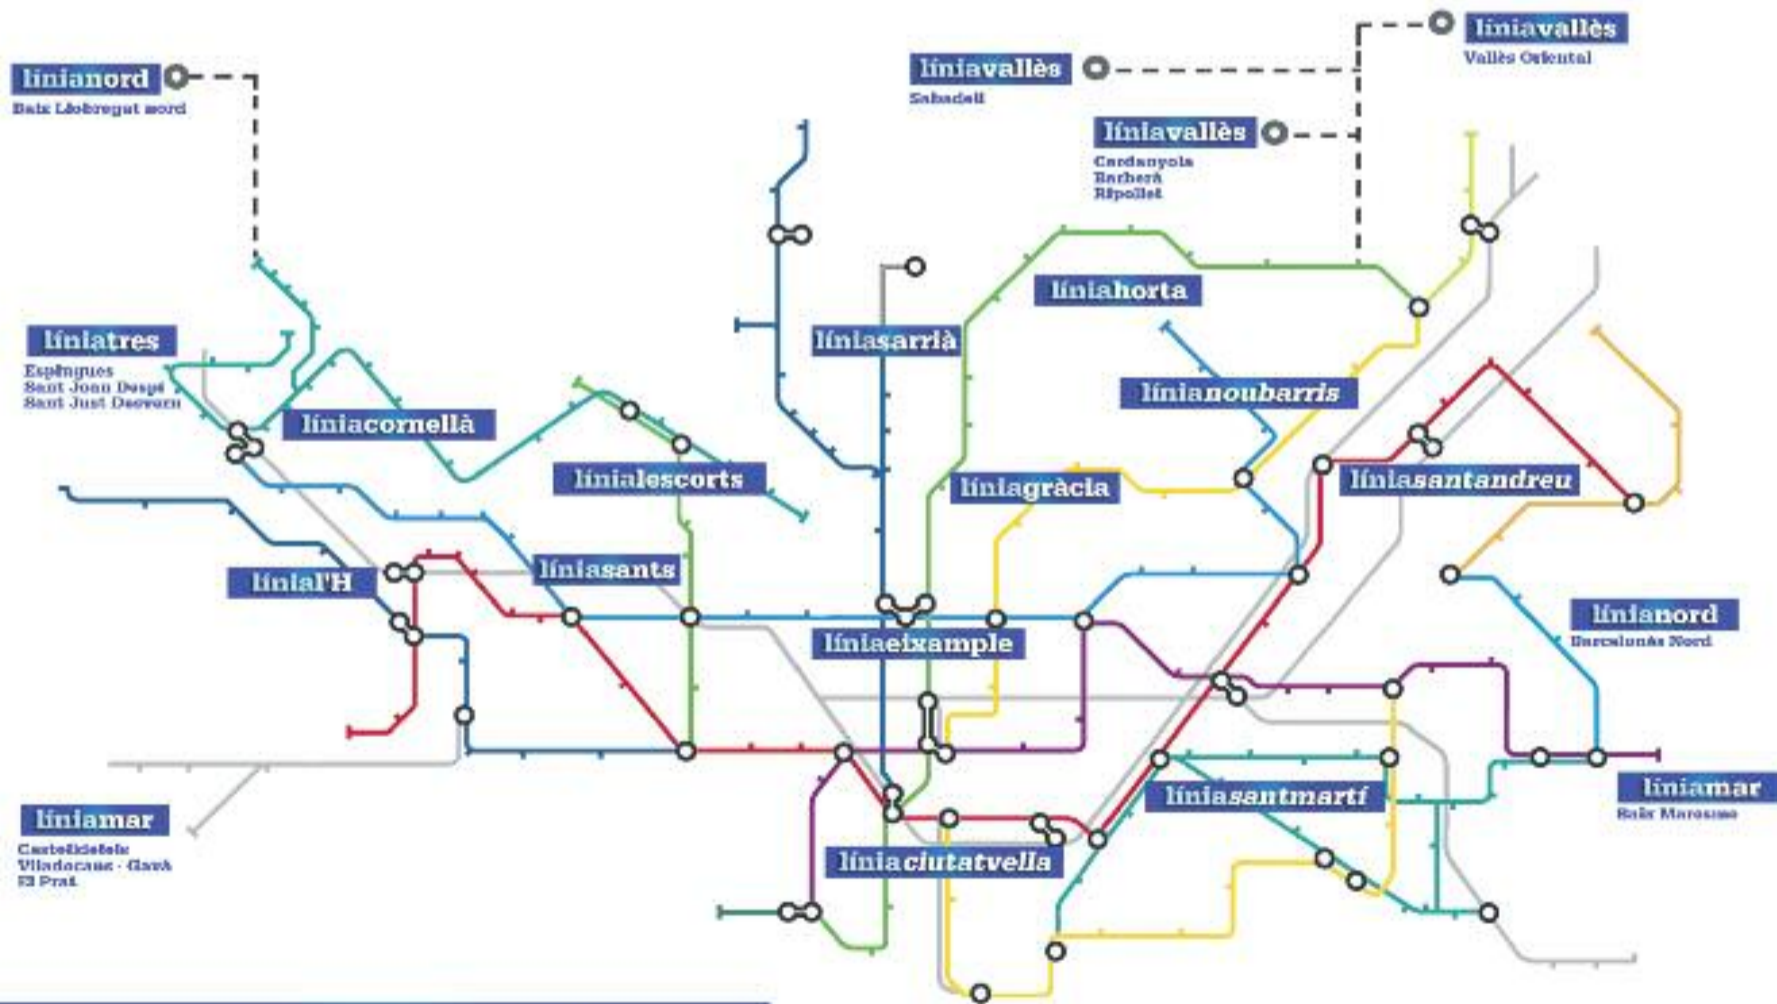 línianord
Baix Llobregat nord
líniavallès
Sabadell
líniavallès
Vallès Oriental
líniavallès
Cerdanyola
Barberà
Ripollet
líniahorta
líniatres
Esplugues
Sant Joan Despí
Sant Just Desvern
líniasarrià
línianoubarris
líniacornellà
línialescorts
líniagràcia
líniasantandreu
línial'H
líniasants
líniaeixample
línianord
Barcelonès Nord
líniamar
Castelldefels
Viladecans - Gavà
El Prat
líniasantmartí
líniamar
Baix Maresme
líniaciutatvella